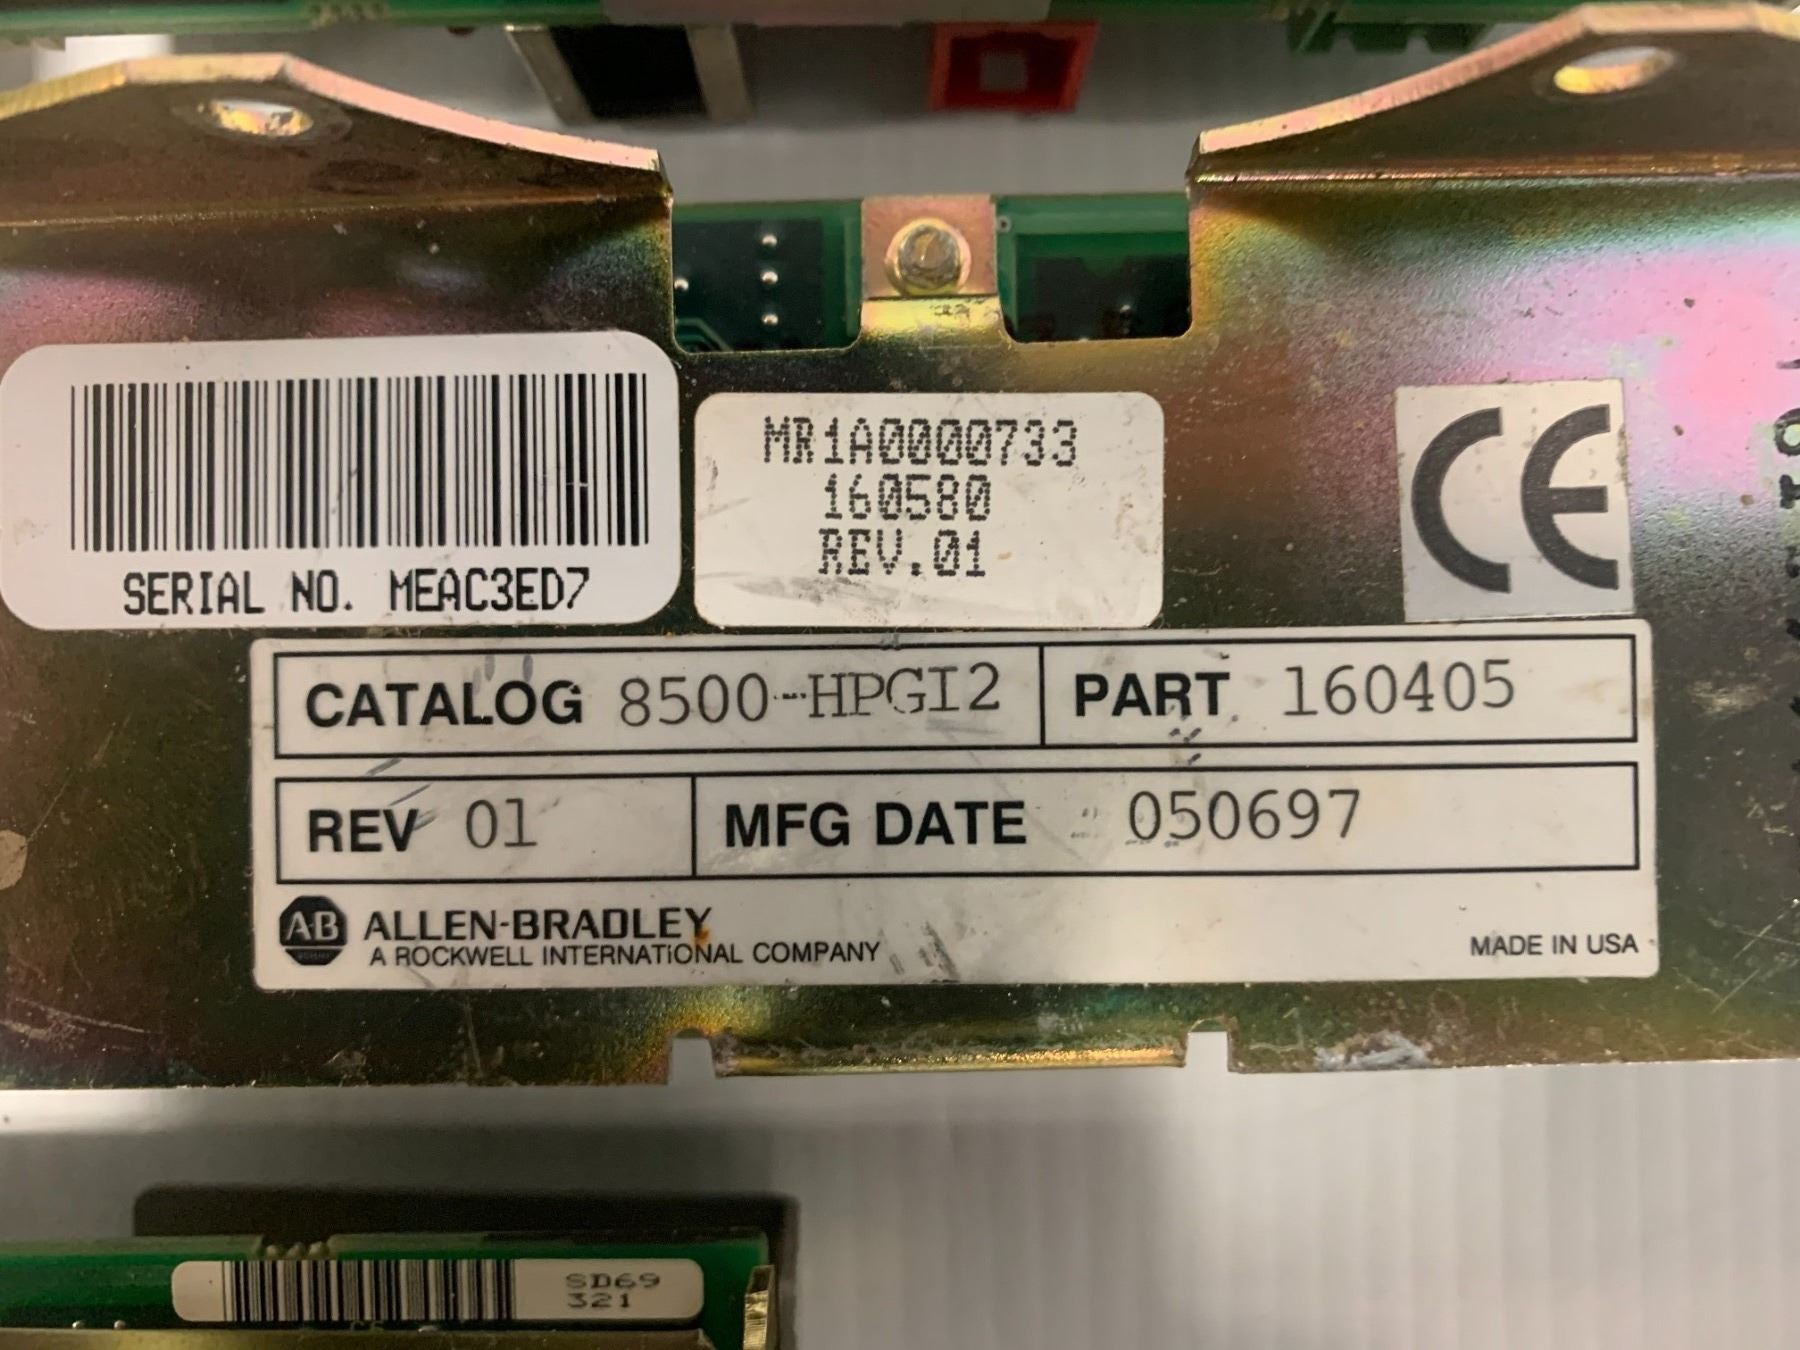 SERIAL NO. MEAC3ED7
MR1A0000733
160580
REV.01
CE
CATALOG 8500-HPGI2
PART 160405
REV 01
MFG DATE 050697
AB ALLEN-BRADLEY
A ROCKWELL INTERNATIONAL COMPANY
MADE IN USA
SD69
321